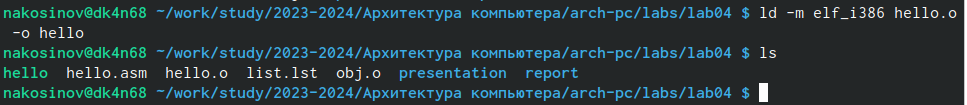 nakosinov@dk4n68 ~/work/study/2023-2024/Архитектура компьютера/arch-pc/labs/lab04 $ ld -m elf_i386 hello.o
-o hello
nakosinov@dk4n68 ~/work/study/2023-2024/Архитектура компьютера/arch-pc/labs/lab04 $ ls
hello hello.asm hello.o list.lst obj.o presentation report
nakosinov@dk4n68 ~/work/study/2023-2024/Архитектура компьютера/arch-pc/labs/lab04 $